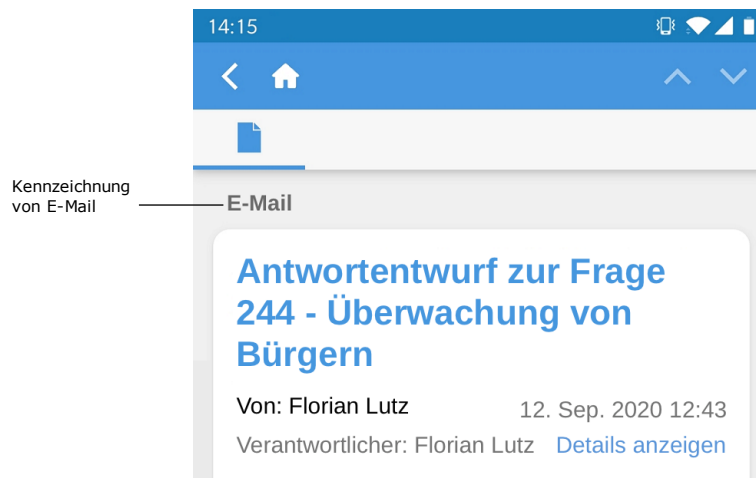 14:15
Kennzeichnung
von E-Mail
E-Mail
Antwortentwurf zur Frage
244 - Überwachung von
Bürgern
Von: Florian Lutz 12. Sep. 2020 12:43
Verantwortlicher: Florian Lutz Details anzeigen